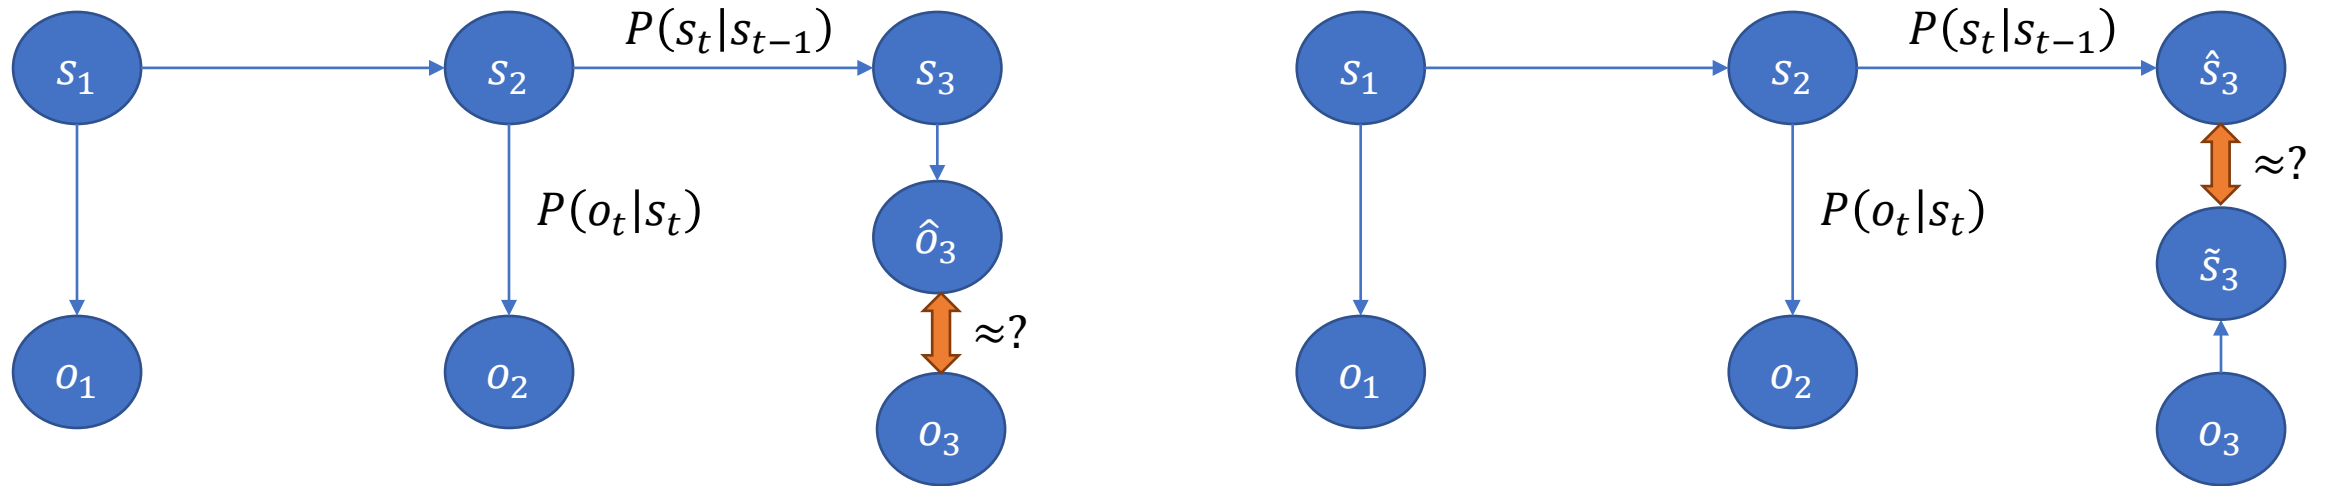 s₁
s₂
P(sₜ|sₜ₋₁)
s₃
P(oₜ|sₜ)
ô₃
≈?
o₁
o₂
o₃
s₁
s₂
P(sₜ|sₜ₋₁)
ŝ₃
≈?
P(oₜ|sₜ)
s̃₃
o₁
o₂
o₃